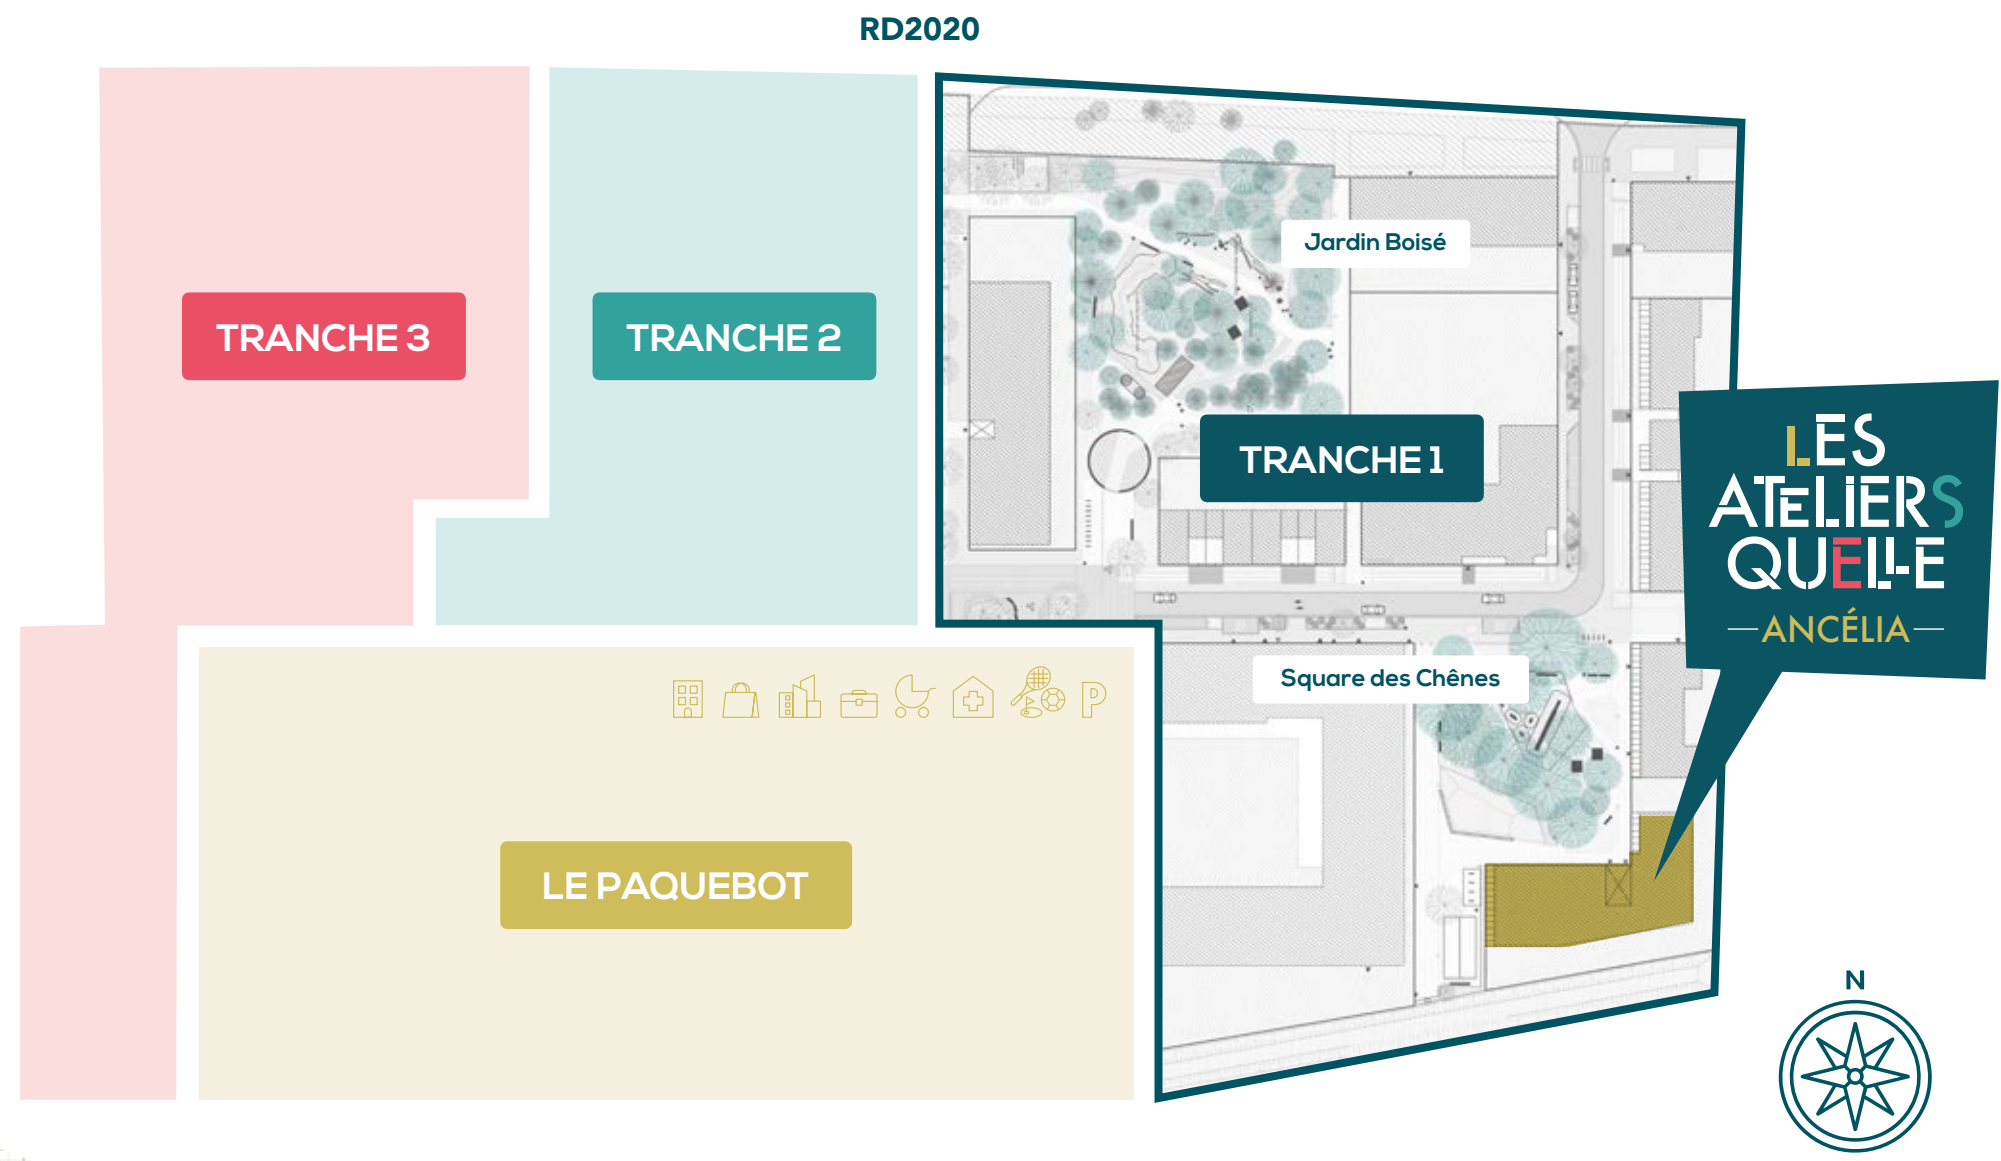 RD2020
Jardin Boisé
TRANCHE 3
TRANCHE 2
TRANCHE 1
LES
ATELIERS
QUELLE
ANCÉLIA
Square des Chênes
P
LE PAQUEBOT
N